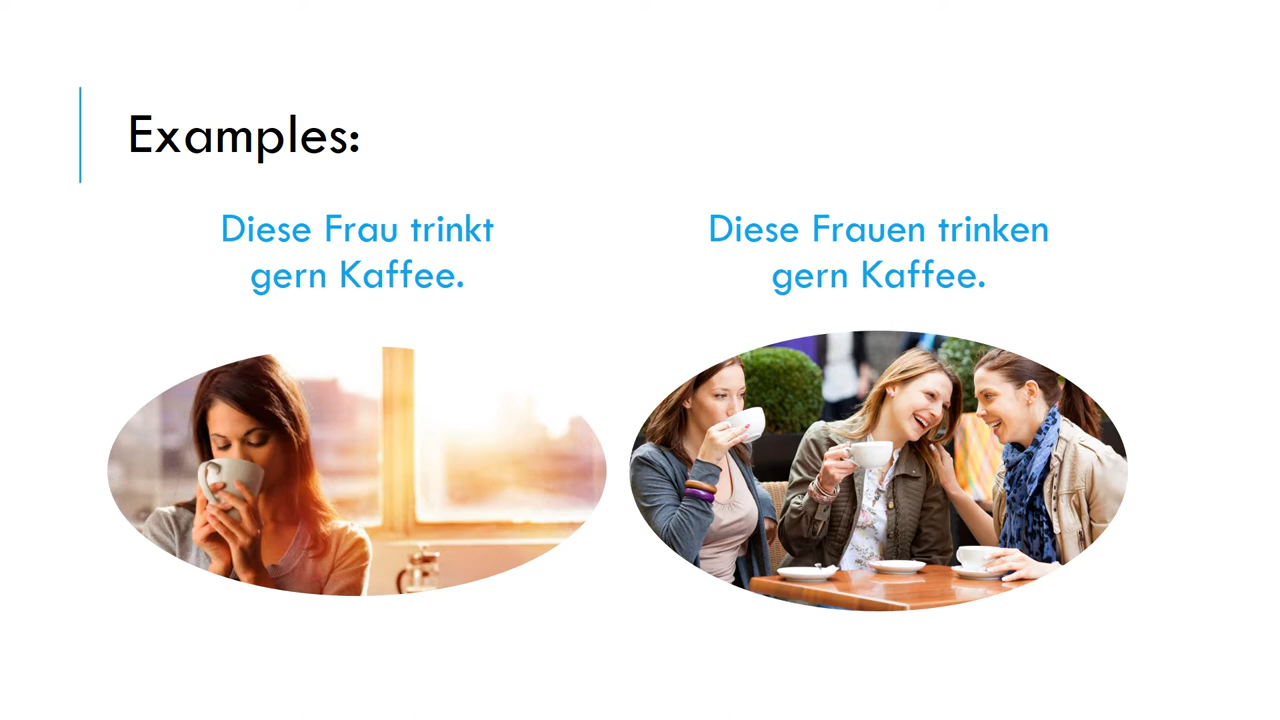 Examples:
Diese Frau trinkt
gern Kaffee.
Diese Frauen trinken
gern Kaffee.